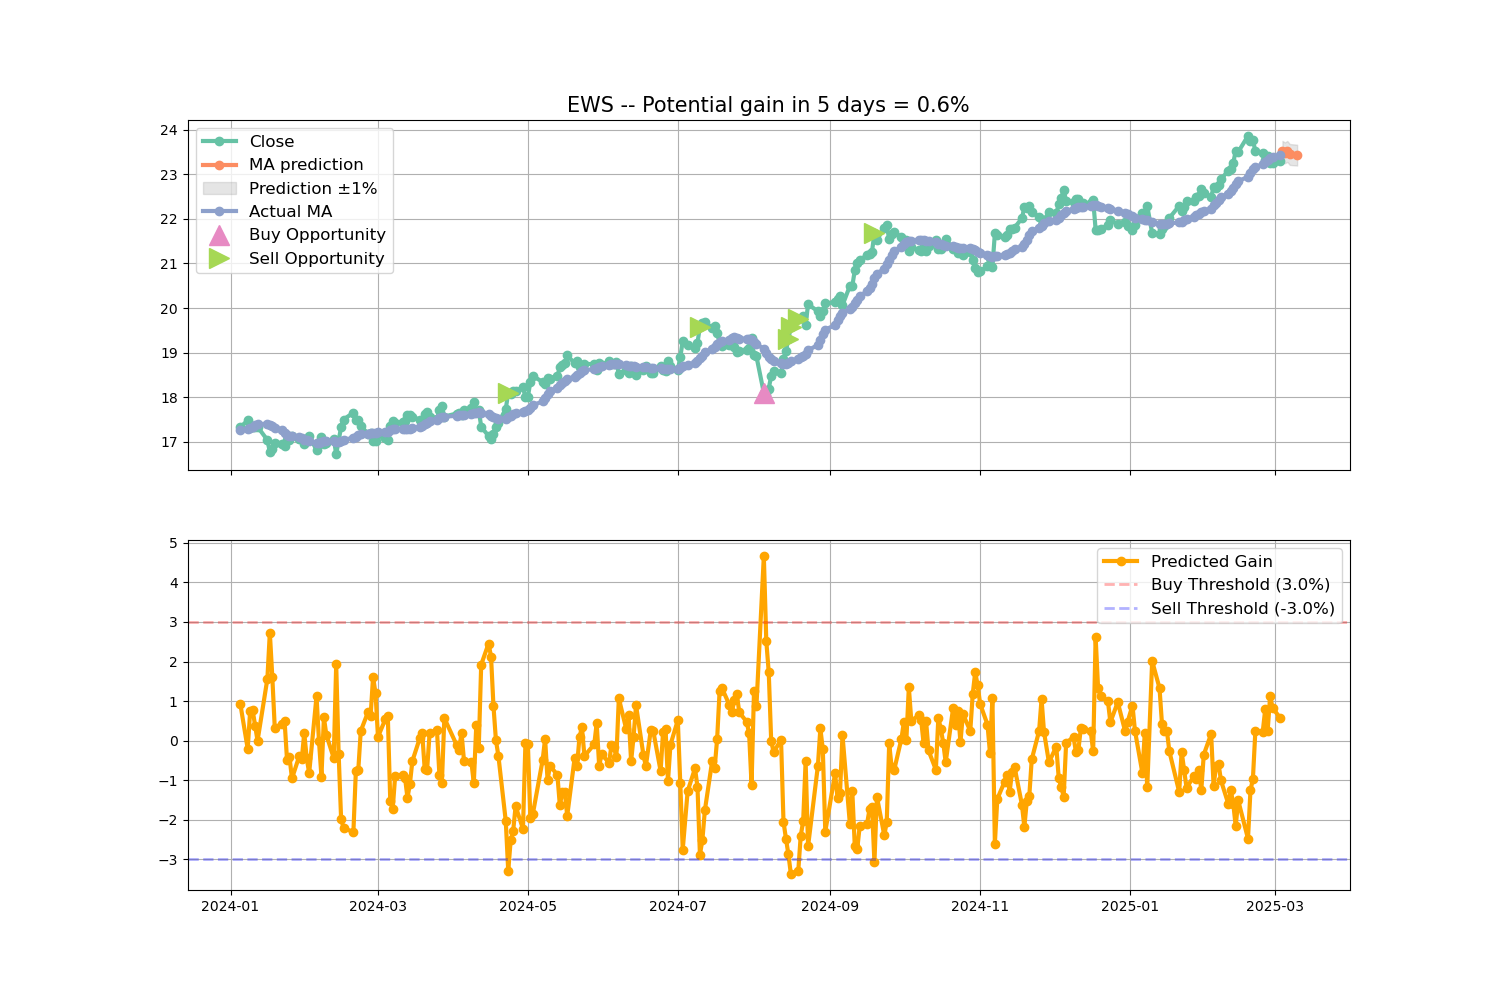 EWS -- Potential gain in 5 days = 0.6%
24
23
22
21
20
19
18
17
Close
MA prediction
Prediction ±1%
Actual MA
Buy Opportunity
Sell Opportunity
5
4
3
2
1
0
−1
−2
−3
Predicted Gain
Buy Threshold (3.0%)
Sell Threshold (-3.0%)
2024-01
2024-03
2024-05
2024-07
2024-09
2024-11
2025-01
2025-03